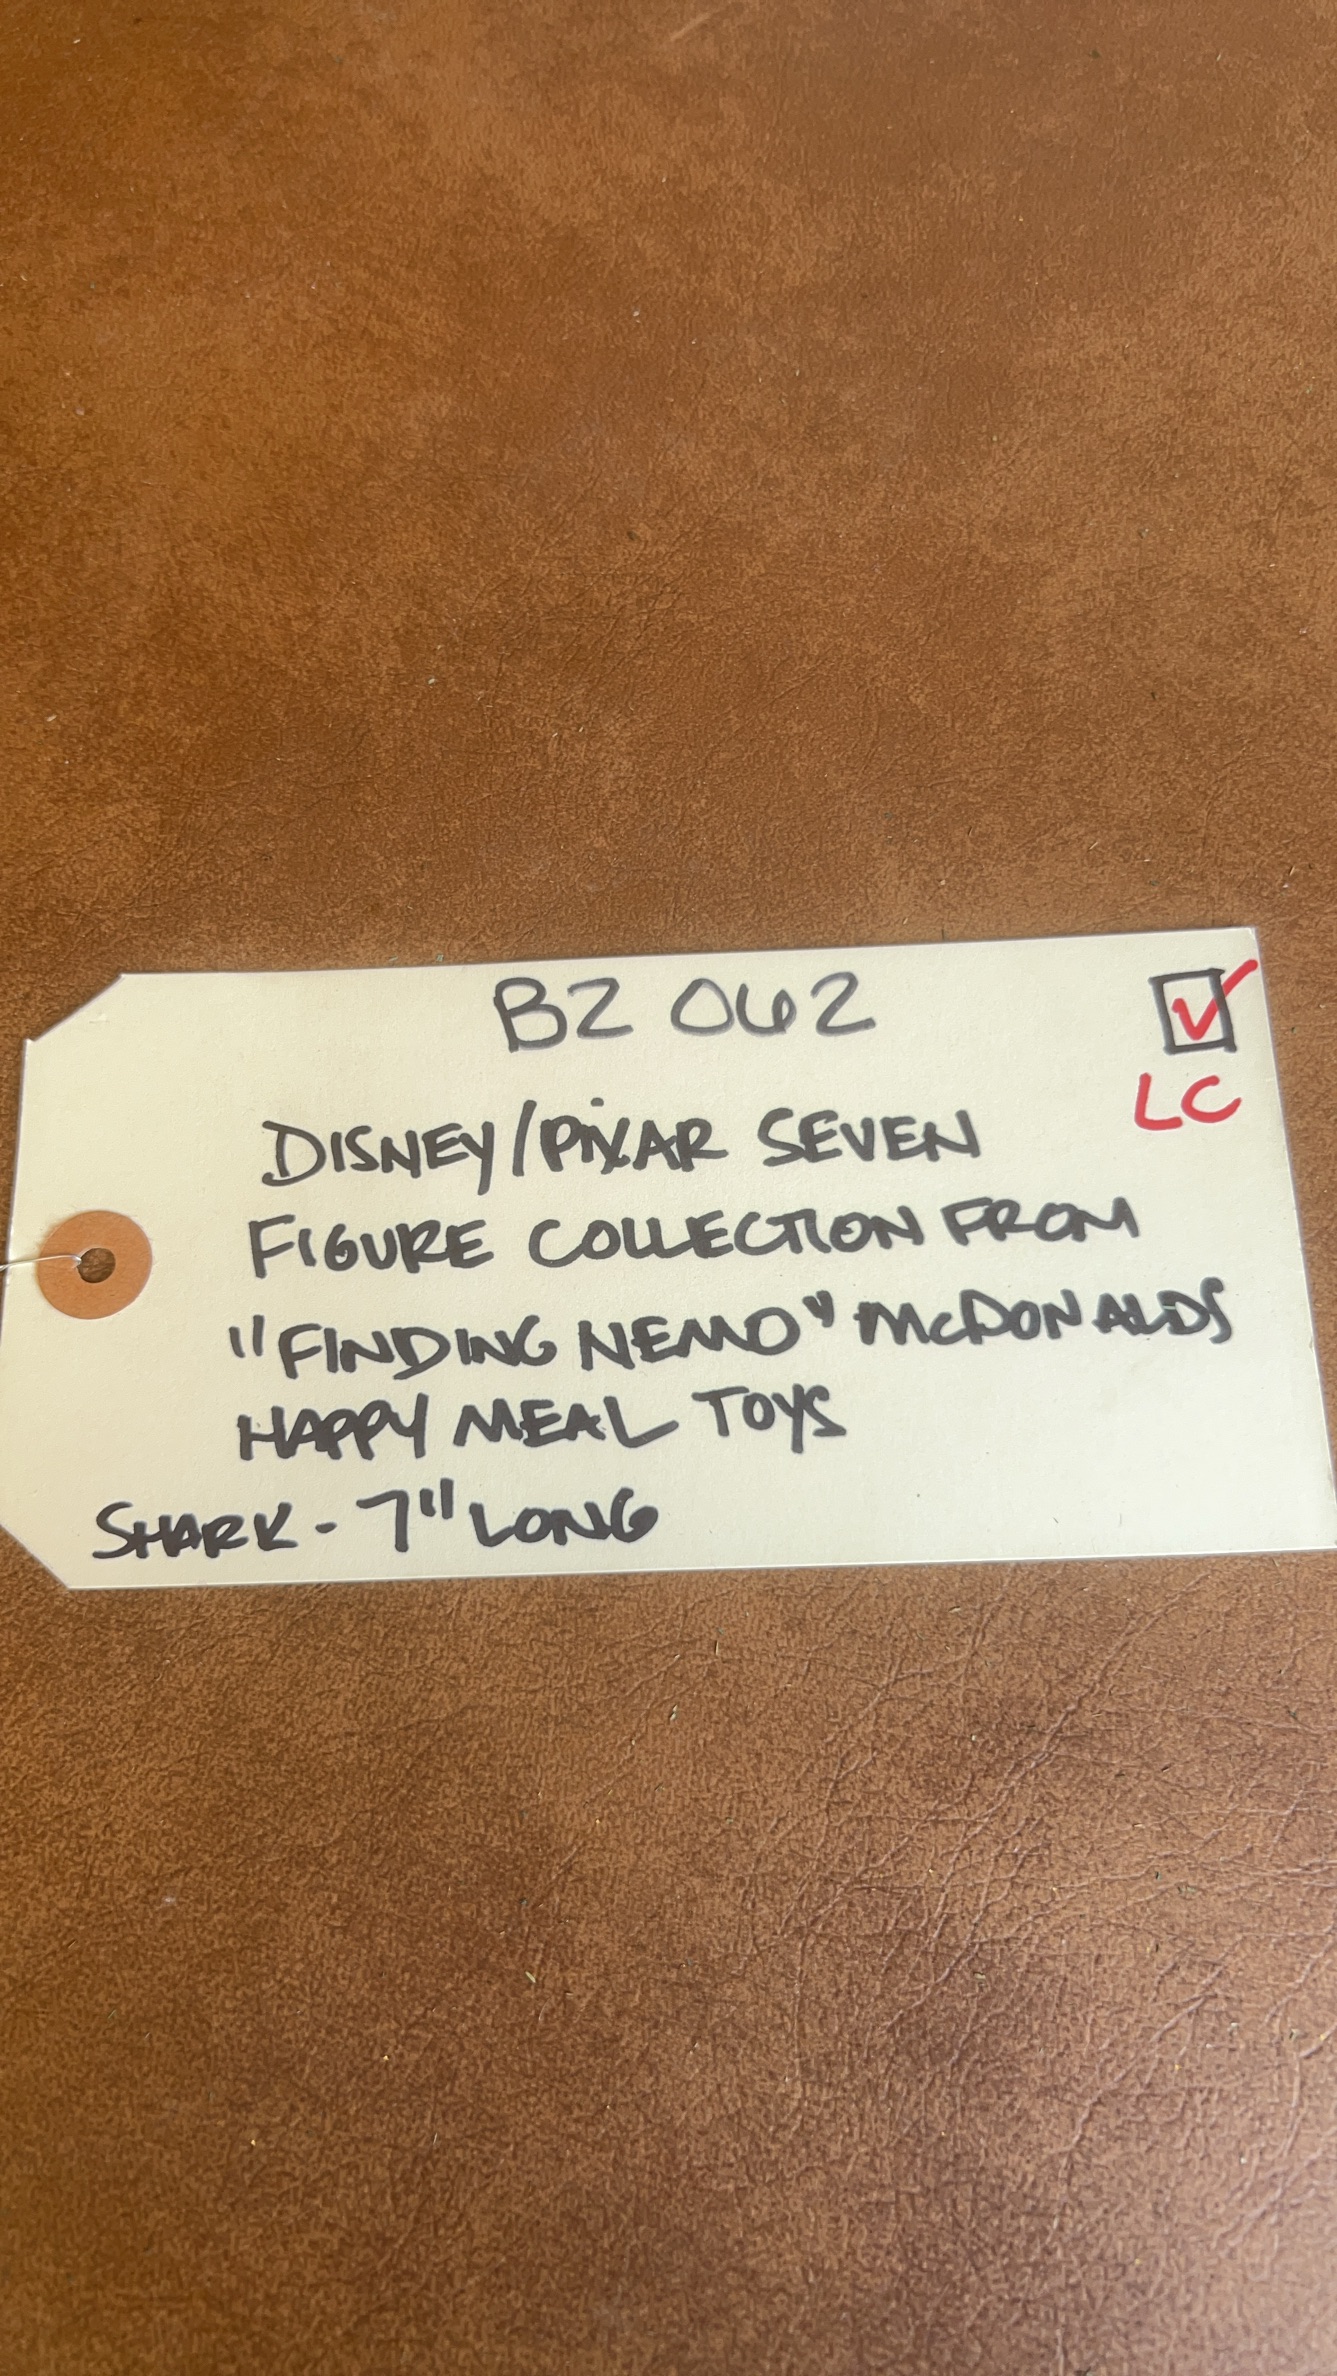 BZ 062
LC
DISNEY/PIXAR SEVEN
FIGURE COLLECTION FROM
"FINDING NEMO" McDONALDS
HAPPY MEAL TOYS
SHARK - 7" LONG